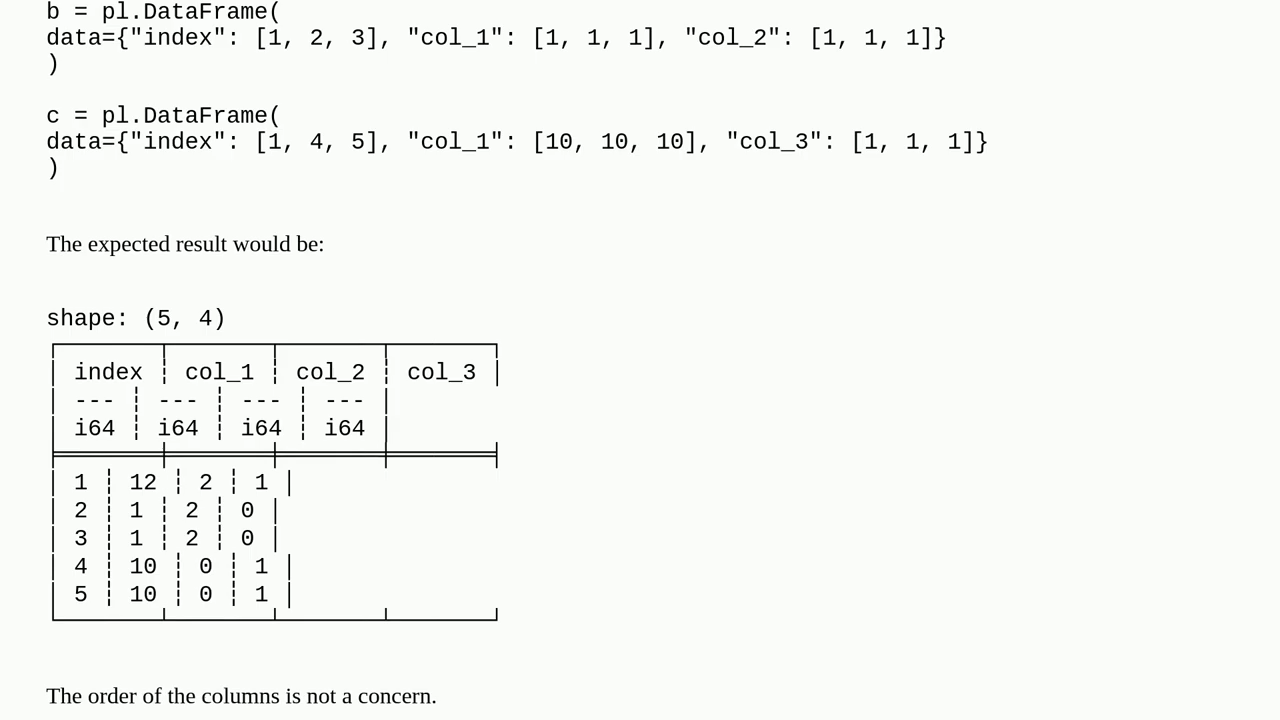 b = pl.DataFrame(
data={"index": [1, 2, 3], "col_1": [1, 1, 1], "col_2": [1, 1, 1]}
)
c = pl.DataFrame(
data={"index": [1, 4, 5], "col_1": [10, 10, 10], "col_3": [1, 1, 1]}
)
The expected result would be:
shape: (5, 4)
┌───────┬───────┬───────┬───────┐
│ index ┆ col_1 ┆ col_2 ┆ col_3 │
│ --- ┆ --- ┆ --- ┆ --- │
│ i64 ┆ i64 ┆ i64 ┆ i64 │
╞═══════╪═══════╪═══════╪═══════╡
│ 1 ┆ 12 ┆ 2 ┆ 1 │
│ 2 ┆ 1 ┆ 2 ┆ 0 │
│ 3 ┆ 1 ┆ 2 ┆ 0 │
│ 4 ┆ 10 ┆ 0 ┆ 1 │
│ 5 ┆ 10 ┆ 0 ┆ 1 │
└───────┴───────┴───────┴───────┘
The order of the columns is not a concern.